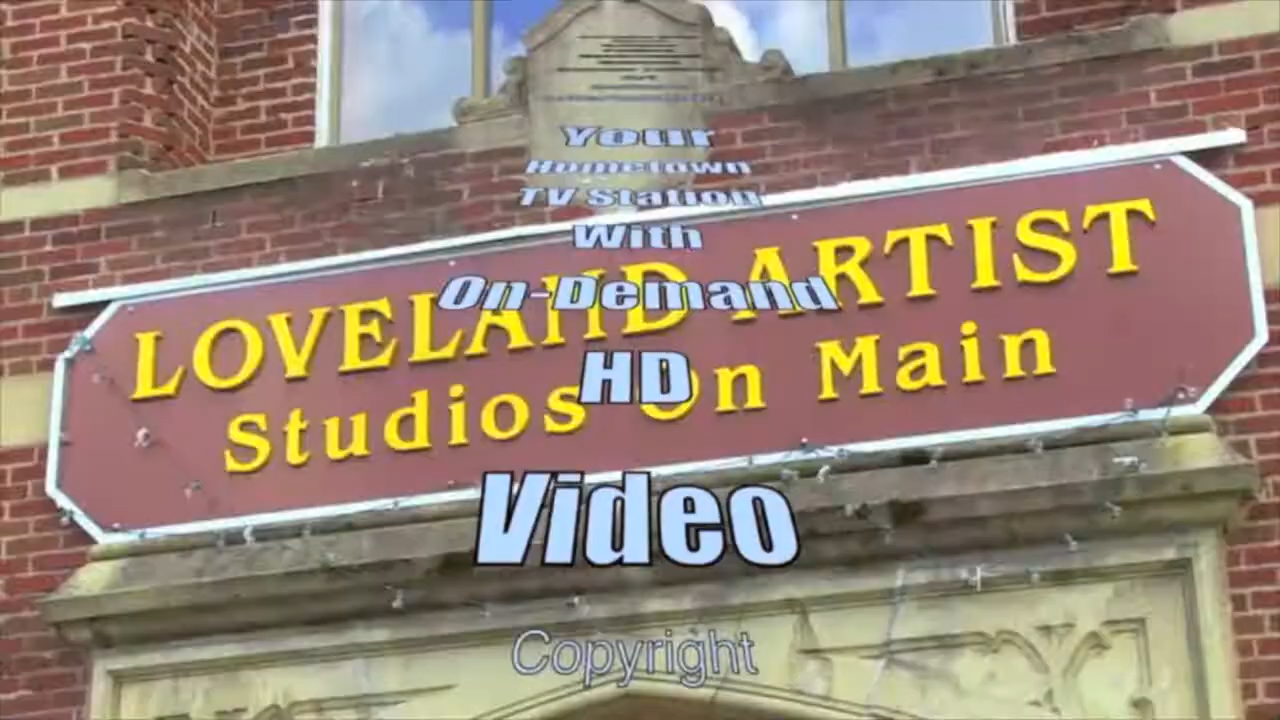 Your
Hometown
TV Station
With
On-Demand
HD
Video
Copyright
LOVELAND ARTIST
Studios On Main